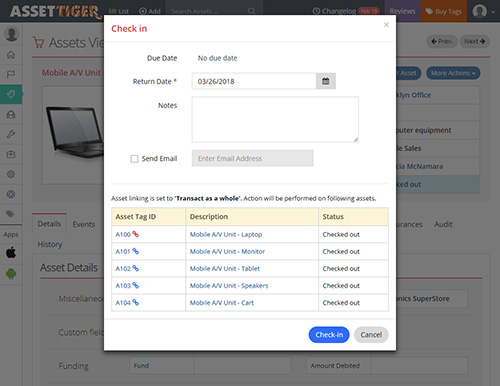 ASSETTIGER
List
Add
Changelog Feb 19
Reviews
Buy Tags
Assets Vie
Prev.
Next
Mobile A/V Unit -
Asset
More Actions
klyn Office
puter equipment
le Sales
cia McNamara
cked out
Apps
Details
Events
urances
Audit
History
Asset Details
Miscellaneous
nics SuperStore
Custom field
Funding
Fund
Amount Debited
Check in
×
Due Date
No due date
Return Date *
03/26/2018
Notes
Send Email
Enter Email Address
Asset linking is set to 'Transact as a whole'. Action will be performed on following assets.
Asset Tag ID Description Status
A100 Mobile A/V Unit - Laptop Checked out
A101 Mobile A/V Unit - Monitor Checked out
A102 Mobile A/V Unit - Tablet Checked out
A103 Mobile A/V Unit - Speakers Checked out
A104 Mobile A/V Unit - Cart Checked out
Check-in
Cancel